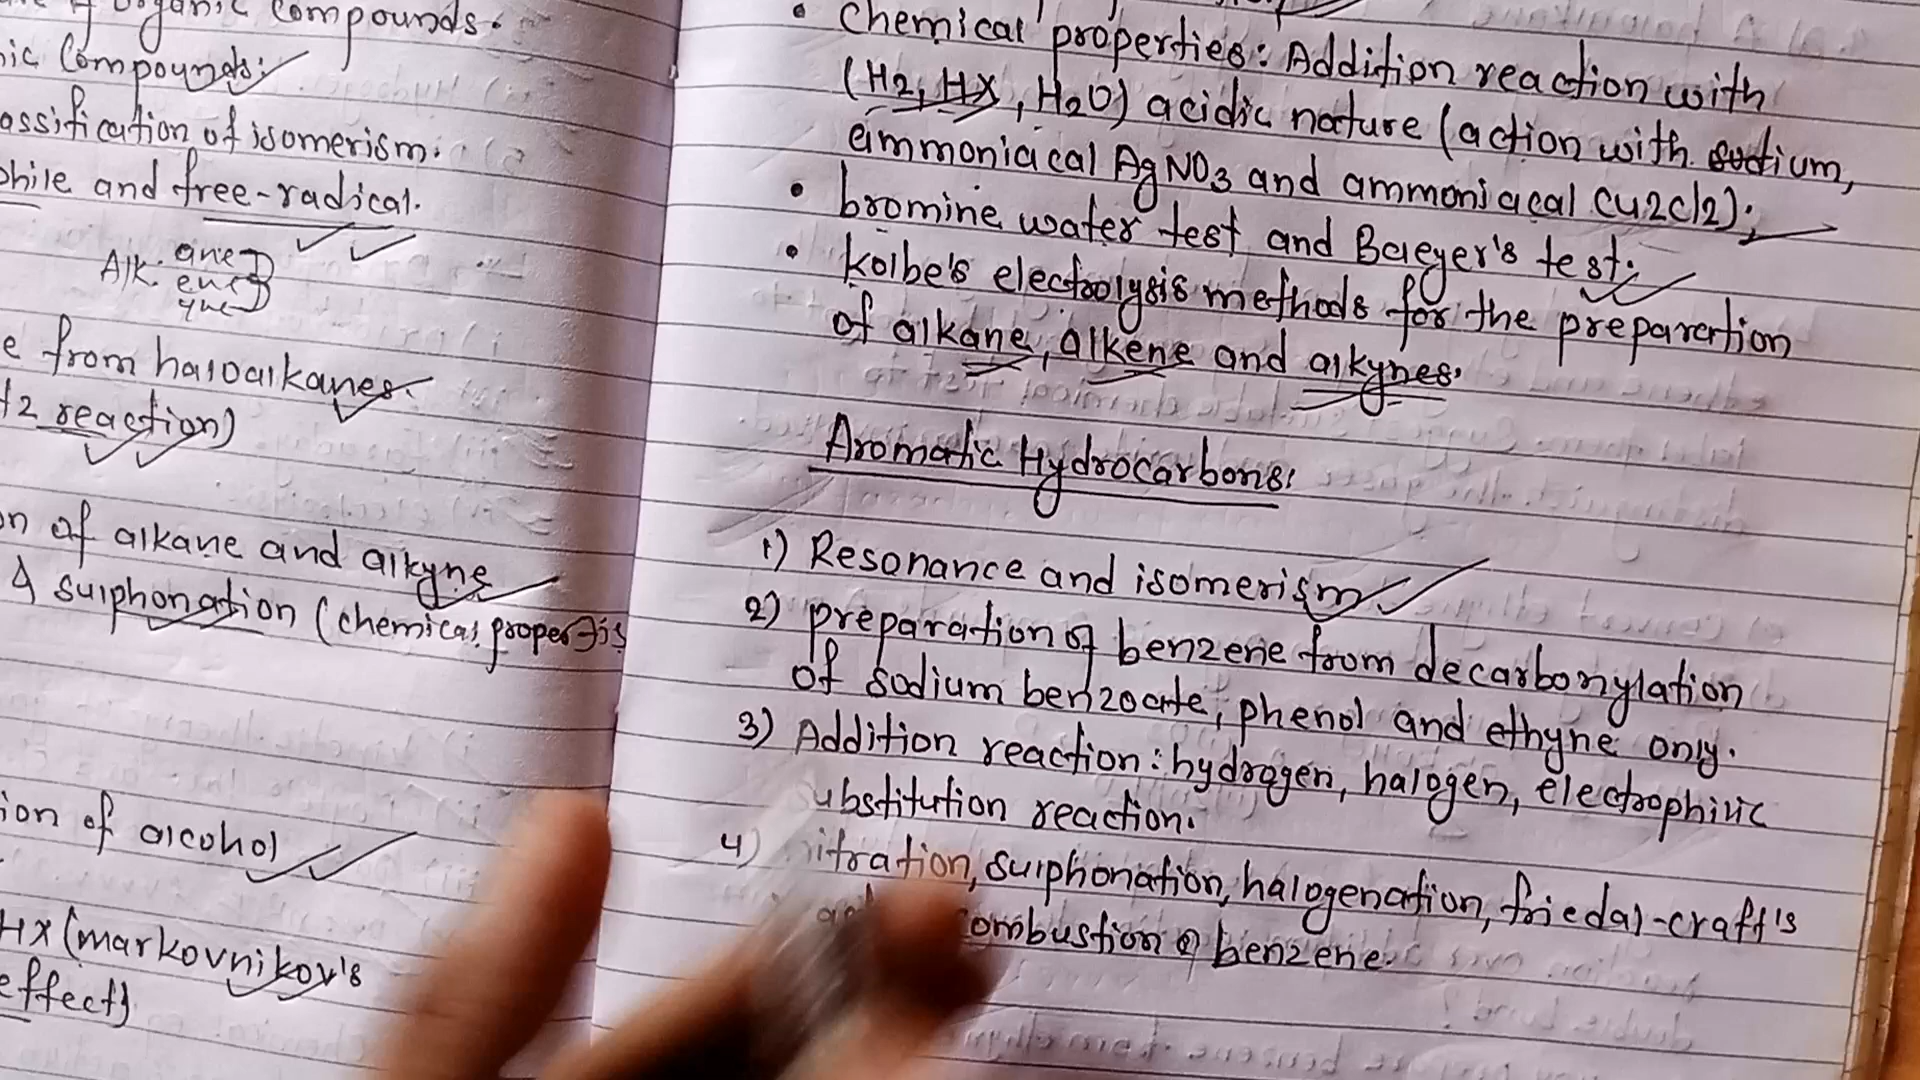 organic compounds.
ic compounds:
assification of isomerism.
phile and free-radical.
Alk. ane
ene
yne
e from haloalkanes.
tz reaction)
on of alkane and alkyne
& sulphonation (chemical properties
ion of alcohol
HX (markovnikov's
effect)
• chemical properties: Addition reaction with
(H2, HX, H2O) acidic nature (action with sodium,
ammoniacal AgNO3 and ammoniacal Cu2Cl2);
• bromine water test and Baeyer's test;
• kolbe's electrolysis methods for the preparation
of alkane, alkene and alkynes.
Aromatic Hydrocarbons:
1) Resonance and isomerism
2) preparation of benzene from decarbonylation
of sodium benzoate, phenol and ethyne only.
3) Addition reaction: hydrogen, halogen, electrophilic
ubstitution reaction.
4) itration, sulphonation, halogenation, friedal-craft's
ombustion of benzene.